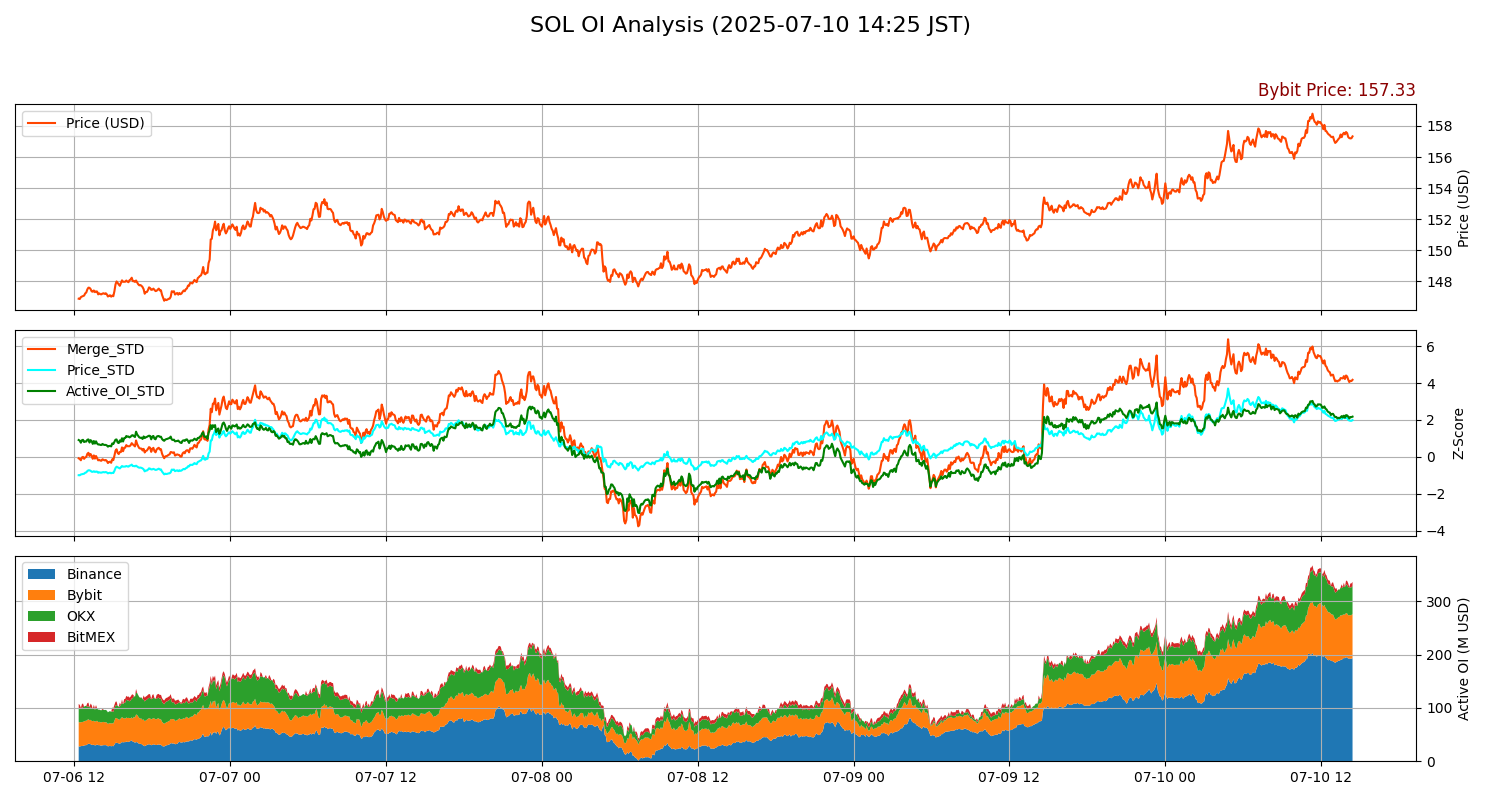 SOL OI Analysis (2025-07-10 14:25 JST)
Bybit Price: 157.33
Price (USD)
158
156
154
152
150
148
Price (USD)
Merge_STD
Price_STD
Active_OI_STD
6
4
2
0
−2
−4
Z-Score
Binance
Bybit
OKX
BitMEX
300
200
100
0
Active OI (M USD)
07-06 12
07-07 00
07-07 12
07-08 00
07-08 12
07-09 00
07-09 12
07-10 00
07-10 12